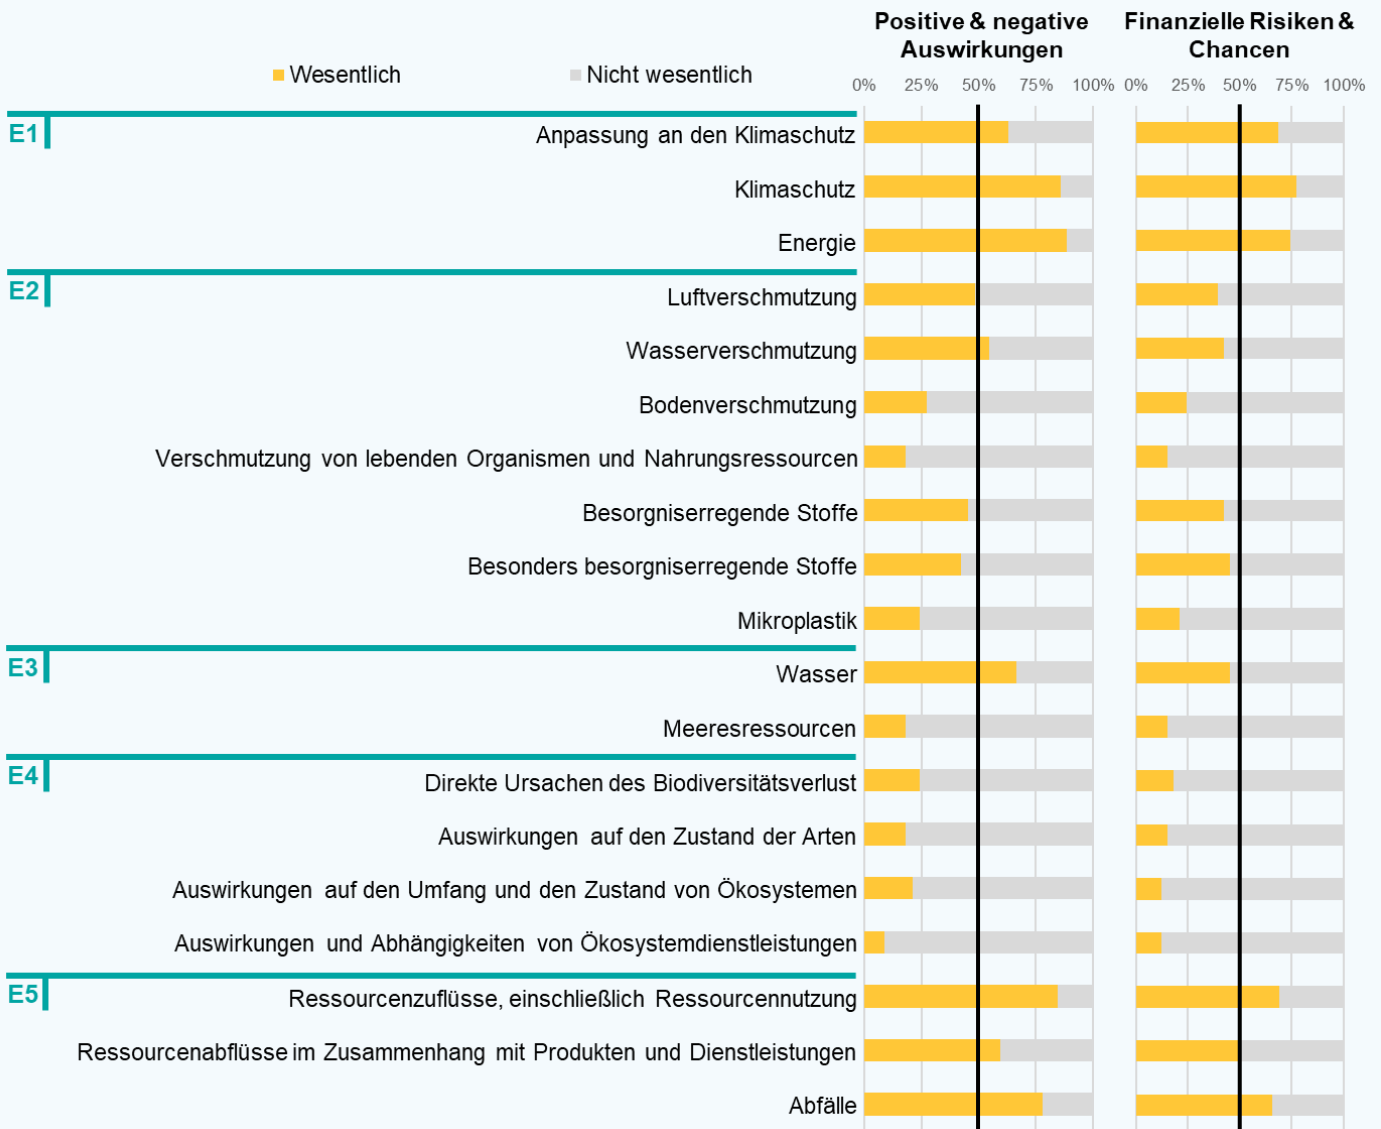 Positive & negative
Auswirkungen
Finanzielle Risiken &
Chancen
Wesentlich
Nicht wesentlich
0% 25% 50% 75% 100%
0% 25% 50% 75% 100%
E1
Anpassung an den Klimaschutz
Klimaschutz
Energie
E2
Luftverschmutzung
Wasserverschmutzung
Bodenverschmutzung
Verschmutzung von lebenden Organismen und Nahrungsressourcen
Besorgniserregende Stoffe
Besonders besorgniserregende Stoffe
Mikroplastik
E3
Wasser
Meeresressourcen
E4
Direkte Ursachen des Biodiversitätsverlust
Auswirkungen auf den Zustand der Arten
Auswirkungen auf den Umfang und den Zustand von Ökosystemen
Auswirkungen und Abhängigkeiten von Ökosystemdienstleistungen
E5
Ressourcenzuflüsse, einschließlich Ressourcennutzung
Ressourcenabflüsse im Zusammenhang mit Produkten und Dienstleistungen
Abfälle